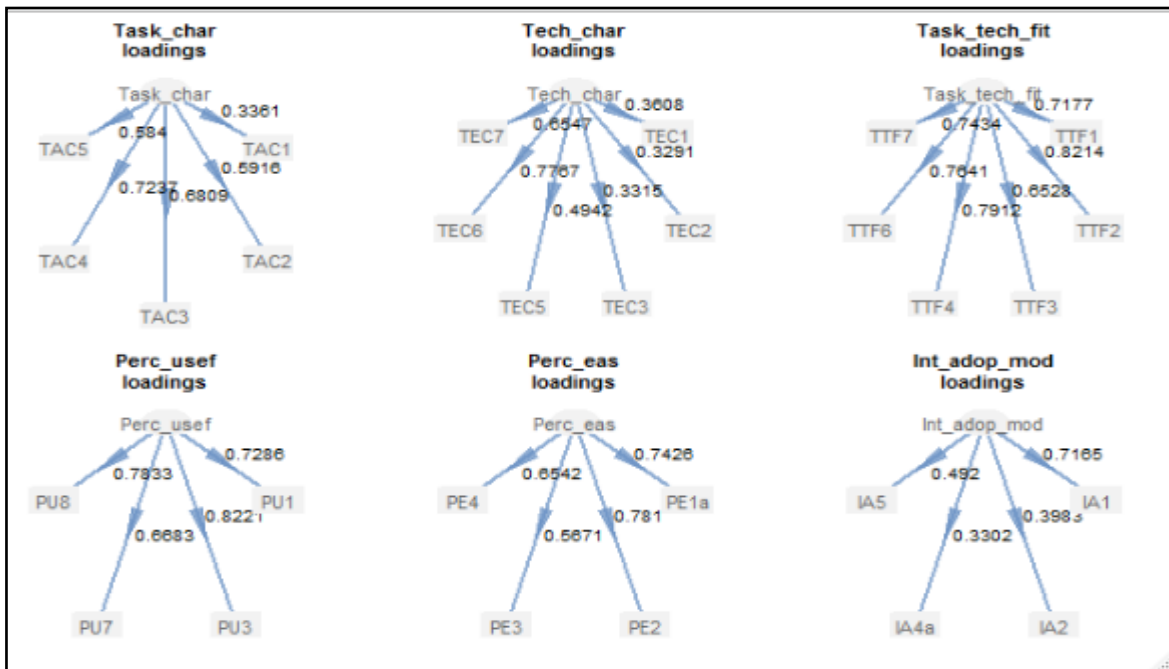 Task_char
loadings
Task_char
0.3361
0.584
TAC5
TAC1
0.5916
0.7237
0.6809
TAC4
TAC2
TAC3
Tech_char
loadings
Tech_char
0.3608
0.6547
TEC7
TEC1
0.3291
0.7767
0.3315
0.4942
TEC6
TEC2
TEC5
TEC3
Task_tech_fit
loadings
Task_tech_fit
0.7177
0.7434
TTF7
TTF1
0.8214
0.7641
0.6528
0.7912
TTF6
TTF2
TTF4
TTF3
Perc_usef
loadings
Perc_usef
0.7286
0.7833
PU8
PU1
0.8221
0.6683
PU7
PU3
Perc_eas
loadings
Perc_eas
0.7426
0.6542
PE4
PE1a
0.781
0.5671
PE3
PE2
Int_adop_mod
loadings
Int_adop_mod
0.7165
0.492
IA5
IA1
0.3983
0.3302
IA4a
IA2